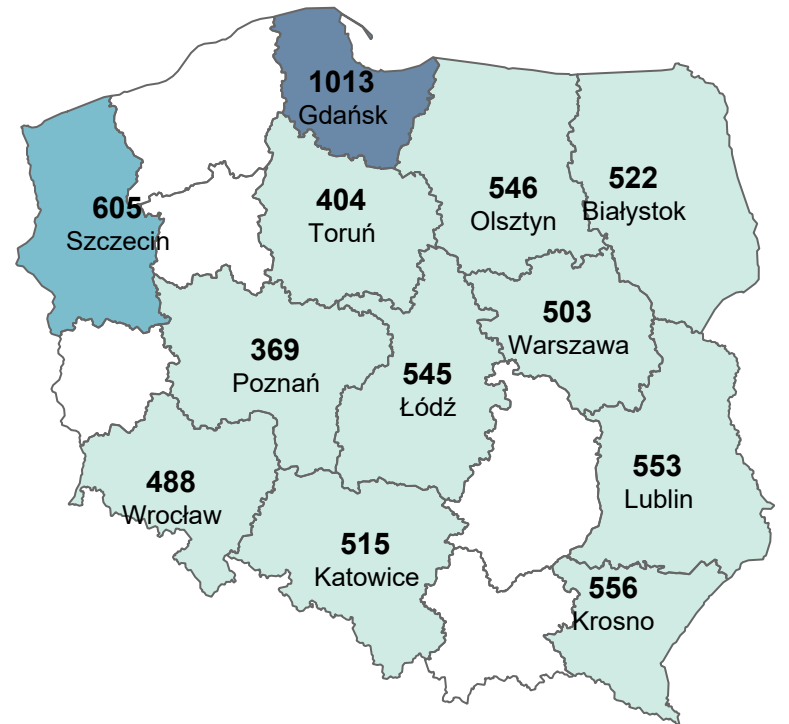 1013
Gdańsk
605
Szczecin
404
Toruń
546
Olsztyn
522
Białystok
503
Warszawa
369
Poznań
545
Łódź
488
Wrocław
553
Lublin
515
Katowice
556
Krosno